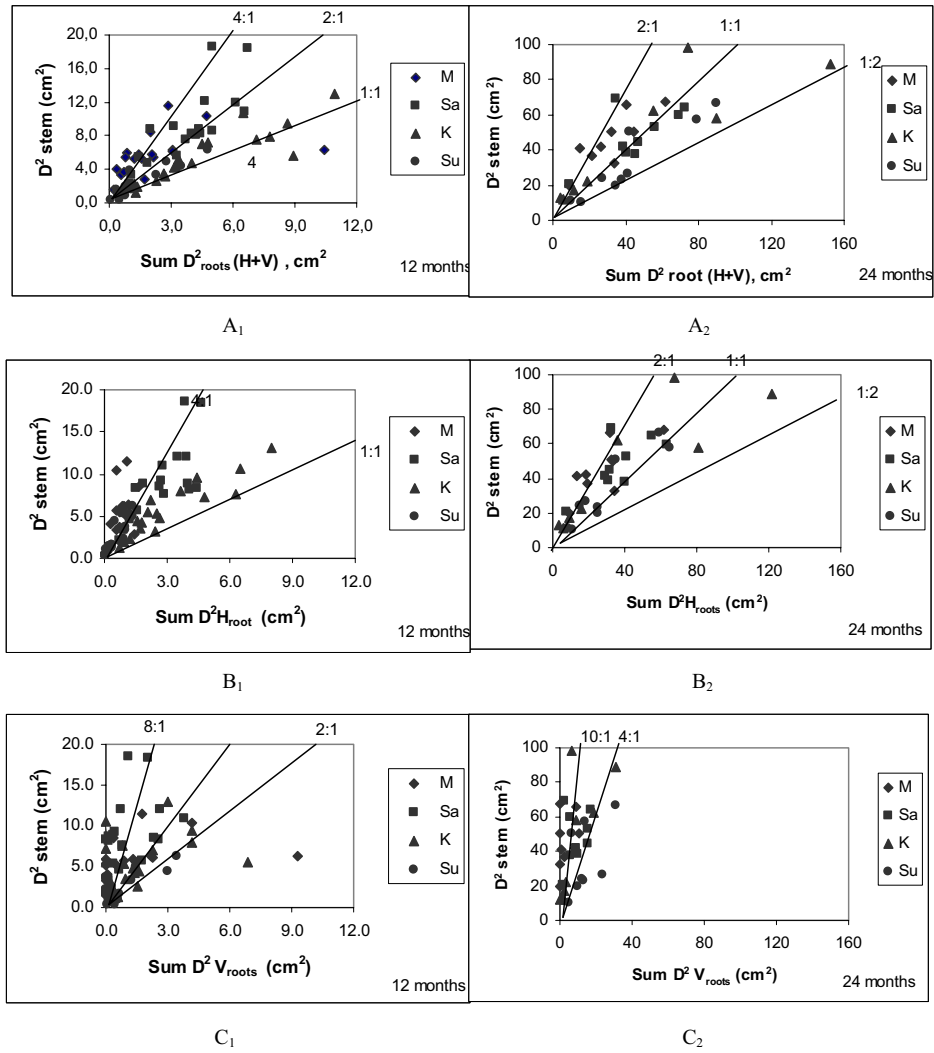 4:1 2:1
20,0
16,0
12,0
8,0
4,0
0,0
D² stem (cm²)
1:1
4
M
Sa
K
Su
0,0 3,0 6,0 9,0 12,0
Sum D²roots (H+V) , cm²
12 months
2:1 1:1
100
80
60
40
20
0
D² stem (cm²)
1:2
M
Sa
K
Su
0 40 80 120 160
Sum D² root (H+V), cm²
24 months
A₁ A₂
20.0
15.0
10.0
5.0
0.0
D² stem (cm²)
4:1
1:1
M
Sa
K
Su
0.0 3.0 6.0 9.0 12.0
Sum D²Hroot (cm²)
12 months
2:1 1:1
100
80
60
40
20
0
D² stem (cm²)
1:2
M
Sa
K
Su
0 40 80 120 160
Sum D²Hroots (cm²)
24 months
B₁ B₂
8:1 2:1
20.0
15.0
10.0
5.0
0.0
D² stem (cm²)
M
Sa
K
Su
0.0 3.0 6.0 9.0 12.0
Sum D² Vroots (cm²)
12 months
10:1 4:1
100
80
60
40
20
0
D² stem (cm²)
M
Sa
K
Su
0 40 80 120 160
Sum D² Vroots (cm²)
24 months
C₁ C₂